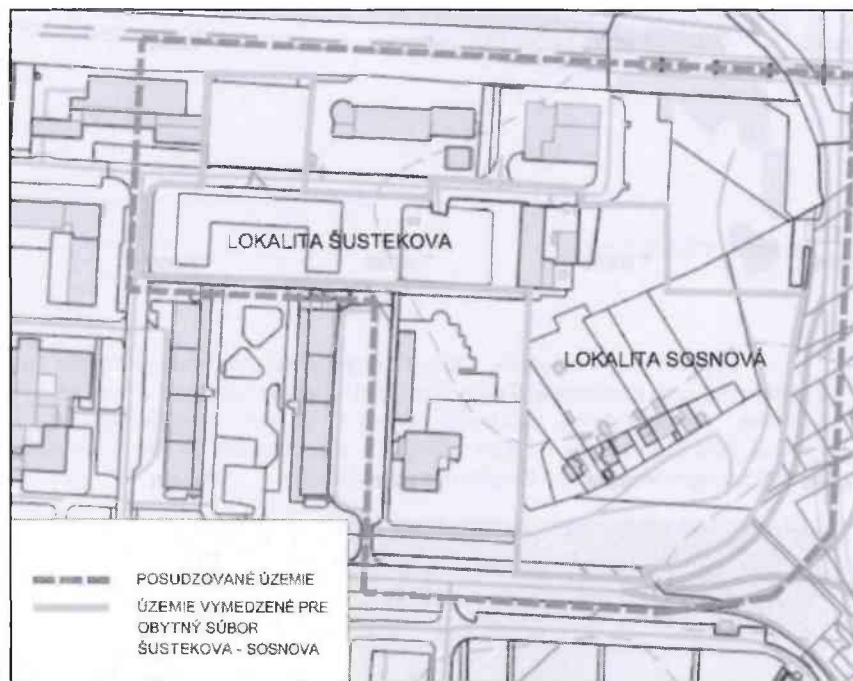 LOKALITA ŠUSTEKOVA
LOKALITA SOSNOVÁ
POSUDZOVANÉ ÚZEMIE
ÚZEMIE VYMEDZENÉ PRE
OBYTNÝ SÚBOR
ŠUSTEKOVA - SOSNOVA